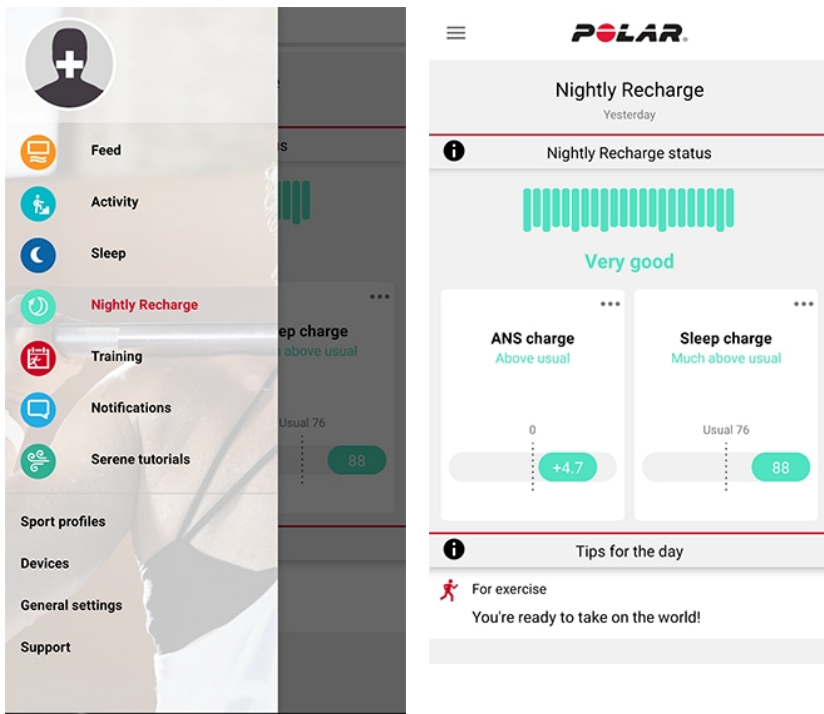 Feed
Activity
Sleep
Nightly Recharge
Training
Notifications
Serene tutorials
Sport profiles
Devices
General settings
Support
s
ep charge
above usual
Usual 76
88
POLAR.
Nightly Recharge
Yesterday
Nightly Recharge status
Very good
ANS charge
Above usual
0
+4.7
Sleep charge
Much above usual
Usual 76
88
Tips for the day
For exercise
You're ready to take on the world!